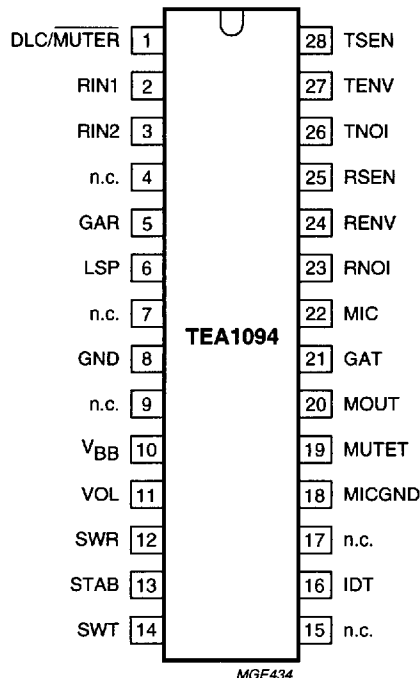 DLC/MUTER 1 28 TSEN
RIN1 2 27 TENV
RIN2 3 26 TNOI
n.c. 4 25 RSEN
GAR 5 24 RENV
LSP 6 23 RNOI
n.c. 7 22 MIC
TEA1094
GND 8 21 GAT
n.c. 9 20 MOUT
VBB 10 19 MUTET
VOL 11 18 MICGND
SWR 12 17 n.c.
STAB 13 16 IDT
SWT 14 15 n.c.
MGE434